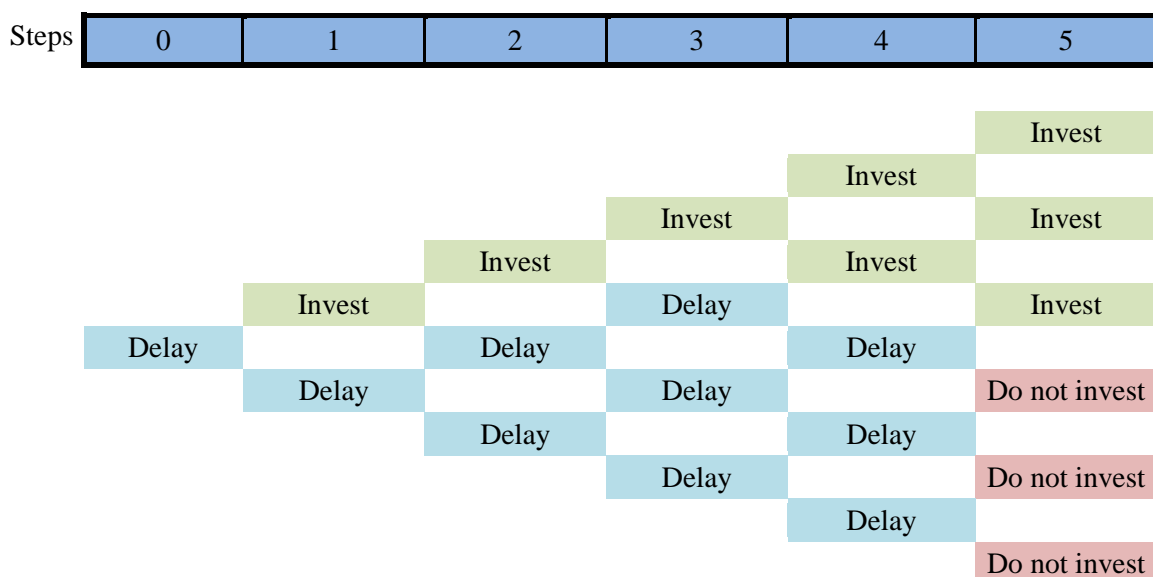 Steps 0 1 2 3 4 5
Invest
Invest
Invest Invest
Invest Invest
Invest Delay Invest
Delay Delay Delay
Delay Delay Do not invest
Delay Delay
Delay Do not invest
Delay
Do not invest